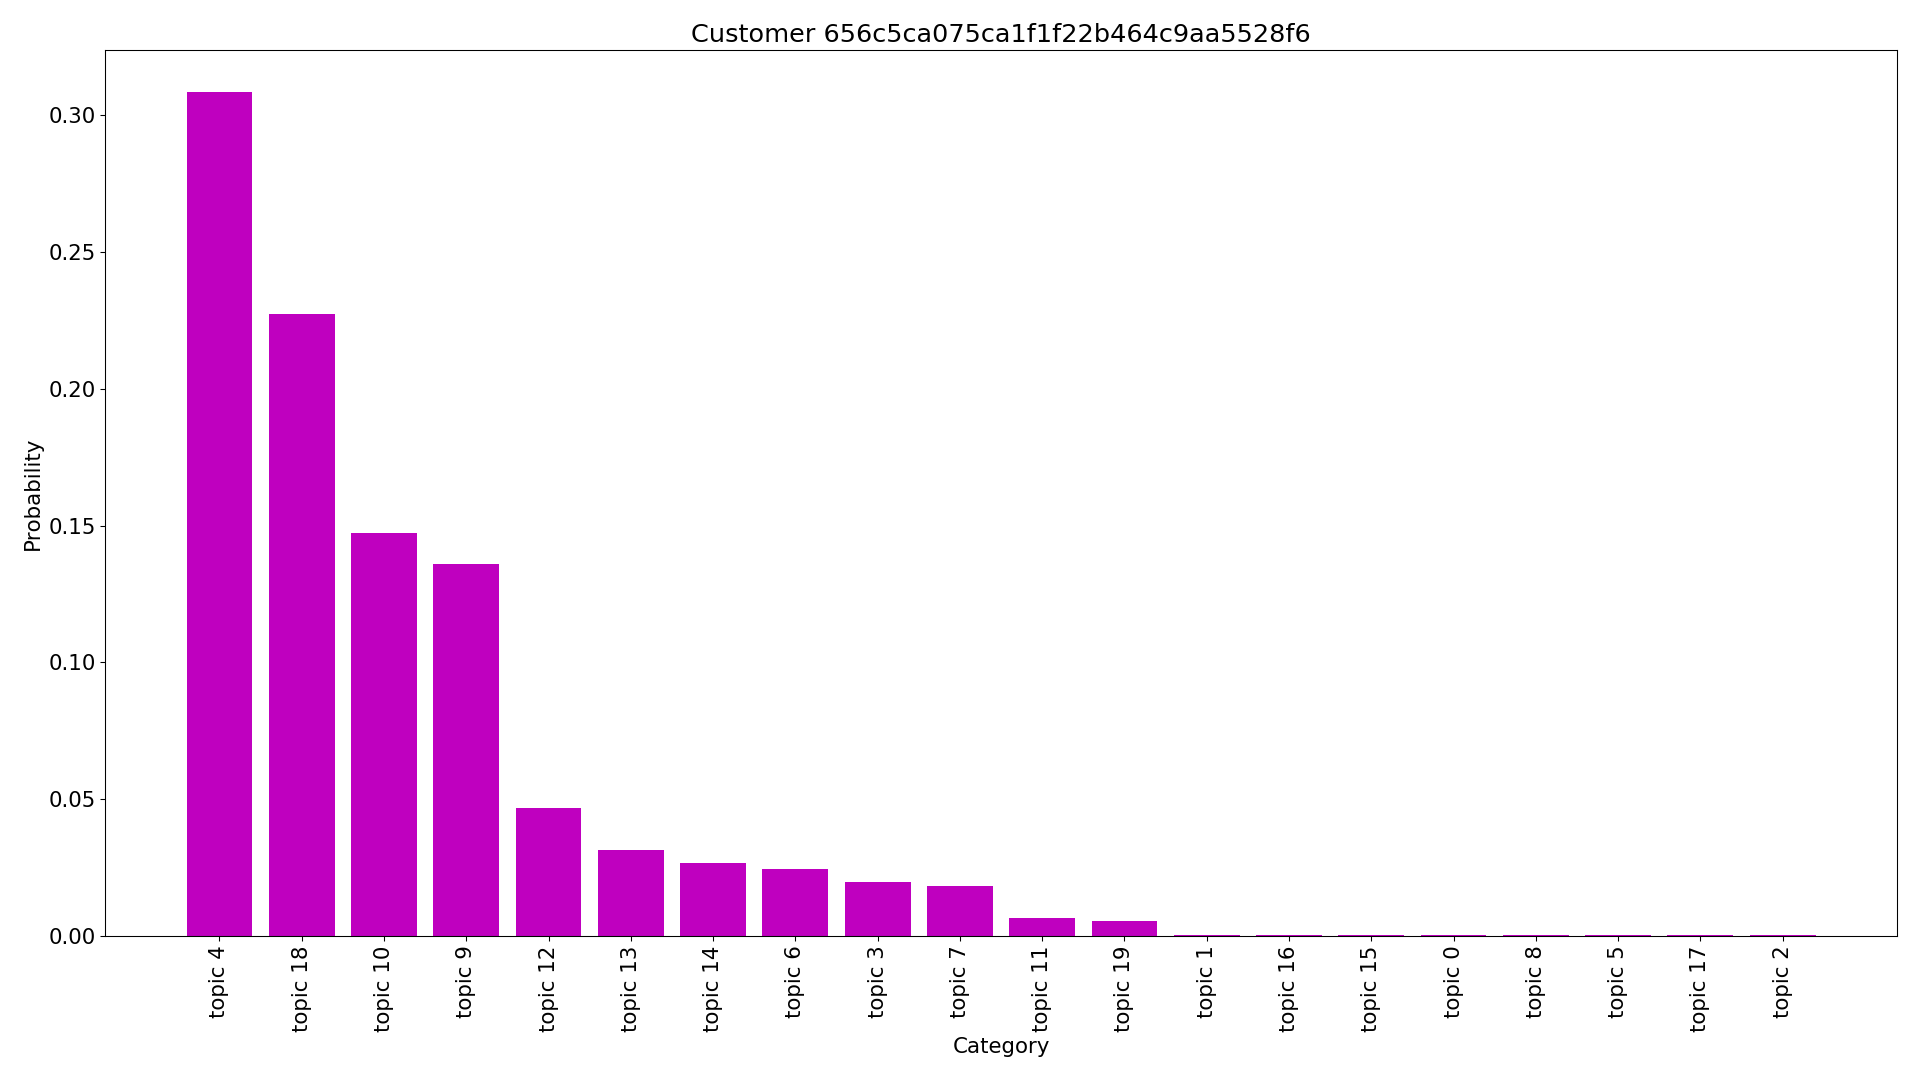 Customer 656c5ca075ca1f1f22b464c9aa5528f6
Probability
0.30
0.25
0.20
0.15
0.10
0.05
0.00
topic 4
topic 18
topic 10
topic 9
topic 12
topic 13
topic 14
topic 6
topic 3
topic 7
topic 11
topic 19
topic 1
topic 16
topic 15
topic 0
topic 8
topic 5
topic 17
topic 2
Category